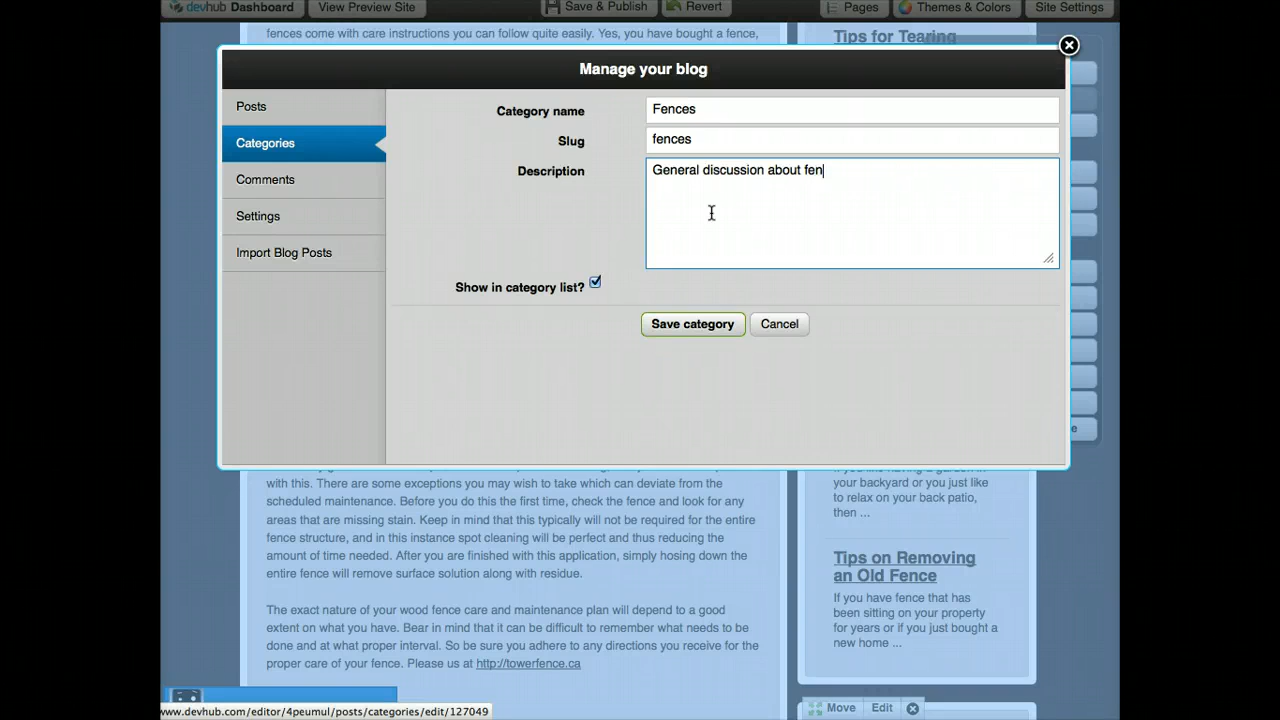 devhub Dashboard
View Preview Site
Save & Publish
Revert
Pages
Themes & Colors
Site Settings
fences come with care instructions you can follow quite easily. Yes, you have bought a fence,
Tips for Tearing
Manage your blog
Posts
Categories
Comments
Settings
Import Blog Posts
Category name
Fences
Slug
fences
Description
General discussion about fen
Show in category list?
Save category
Cancel
with this. There are some exceptions you may wish to take which can deviate from the
scheduled maintenance. Before you do this the first time, check the fence and look for any
areas that are missing stain. Keep in mind that this typically will not be required for the entire
fence structure, and in this instance spot cleaning will be perfect and thus reducing the
amount of time needed. After you are finished with this application, simply hosing down the
entire fence will remove surface solution along with residue.
The exact nature of your wood fence care and maintenance plan will depend to a good
extent on what you have. Bear in mind that it can be difficult to remember what needs to be
done and at what proper interval. So be sure you adhere to any directions you receive for the
proper care of your fence. Please us at http://towerfence.ca
your backyard or you just like
to relax on your back patio,
then ...
Tips on Removing
an Old Fence
If you have fence that has
been sitting on your property
for years or if you just bought a
new home ...
Move
Edit
www.devhub.com/editor/4peumul/posts/categories/edit/127049